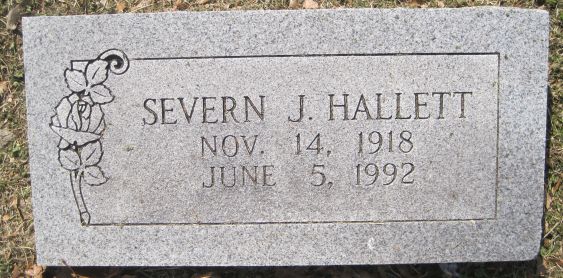 SEVERN J. HALLETT
NOV. 14, 1918
JUNE 5, 1992